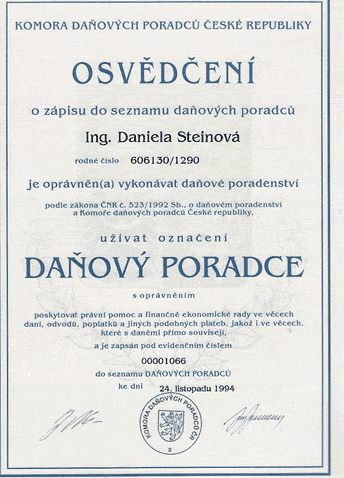 KOMORA DAŇOVÝCH PORADCŮ ČESKÉ REPUBLIKY
OSVĚDČENÍ
o zápisu do seznamu daňových poradců
Ing. Daniela Steinová
rodné číslo 606130/1290
je oprávněn(a) vykonávat daňové poradenství
podle zákona ČNR č. 523/1992 Sb., o daňovém poradenství
a Komoře daňových poradců České republiky,
užívat označení
DAŇOVÝ PORADCE
s oprávněním
poskytovat právní pomoc a finančně ekonomické rady ve věcech
daní, odvodů, poplatků a jiných podobných plateb, jakož i ve věcech,
které s daněmi přímo souvisejí,
a je zapsán pod evidenčním číslem
00001066
do seznamu DAŇOVÝCH PORADCŮ
ke dni 24. listopadu 1994
KOMORA DAŇOVÝCH PORADCŮ ČR
5